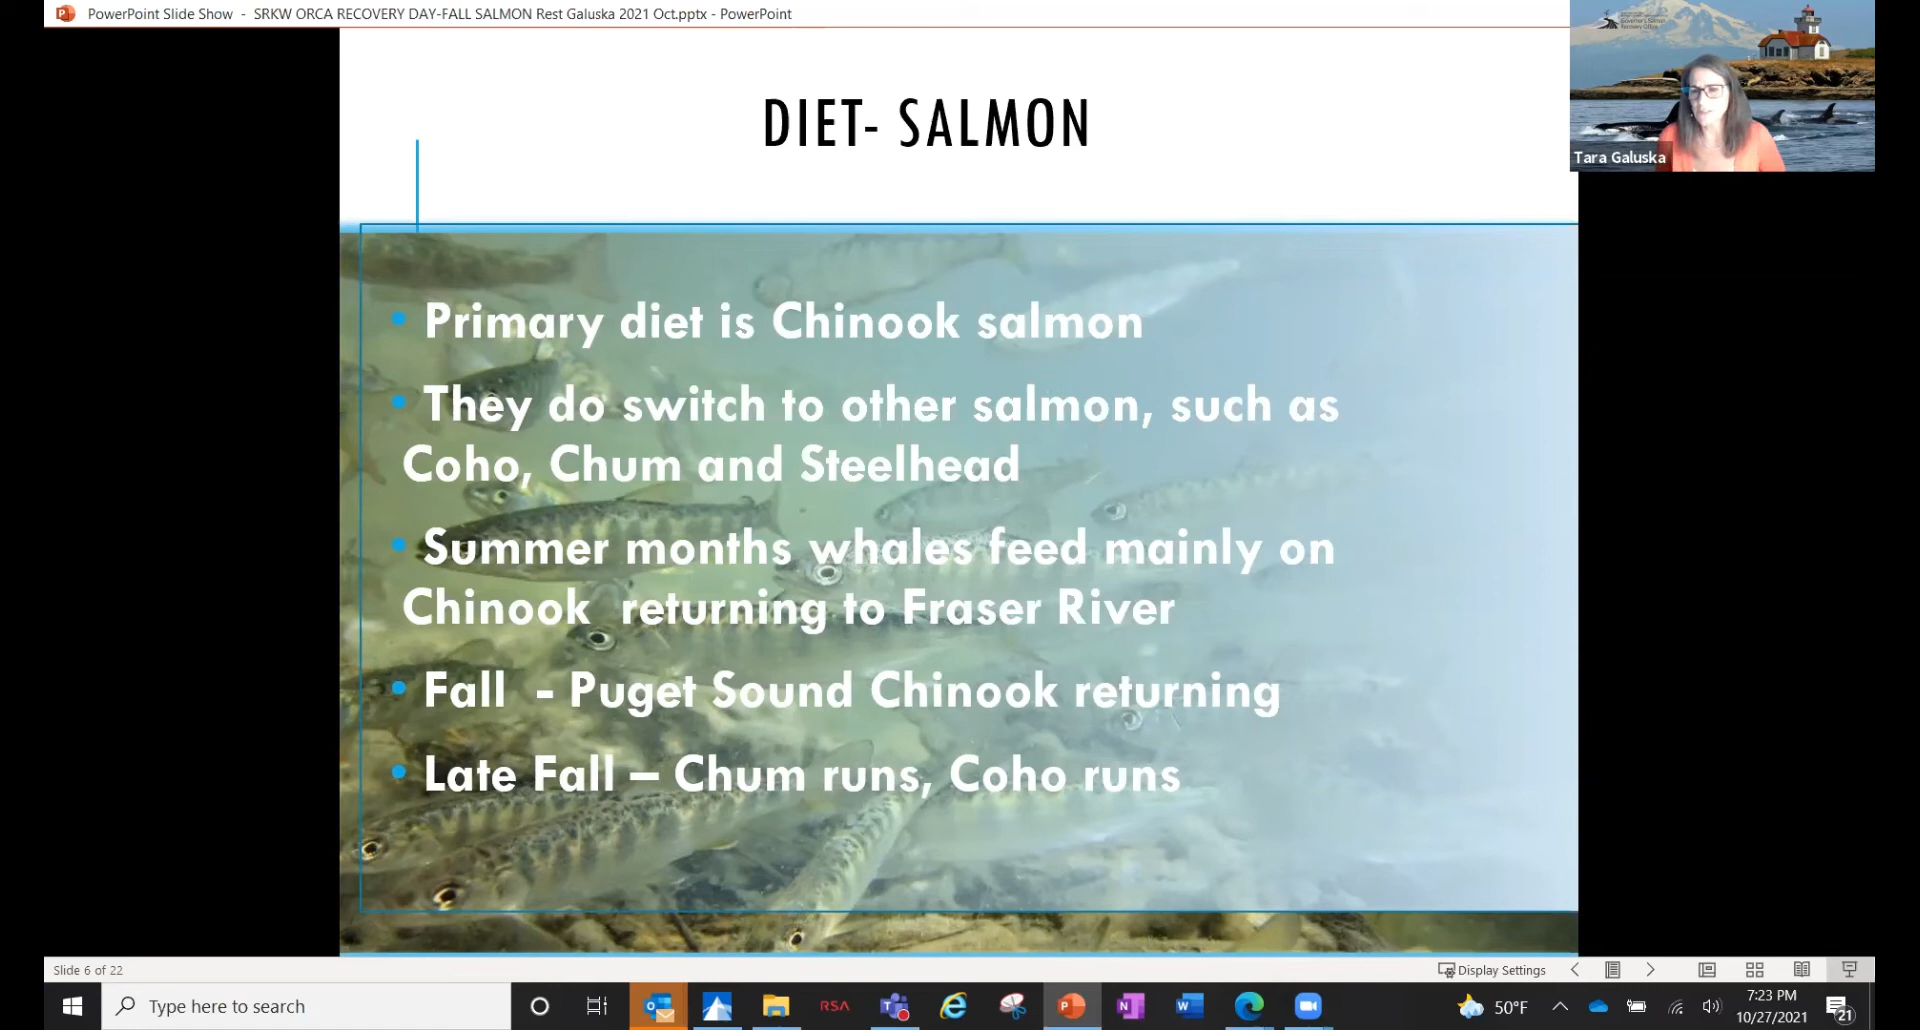 PowerPoint Slide Show - SRKW ORCA RECOVERY DAY-FALL SALMON Rest Galuska 2021 Oct.pptx - PowerPoint
Governor's Salmon
Recovery Office
Tara Galuska
DIET- SALMON
• Primary diet is Chinook salmon
• They do switch to other salmon, such as
Coho, Chum and Steelhead
• Summer months whales feed mainly on
Chinook returning to Fraser River
• Fall - Puget Sound Chinook returning
• Late Fall – Chum runs, Coho runs
Slide 6 of 22
Display Settings
Type here to search
RSA
50°F
7:23 PM
10/27/2021
21